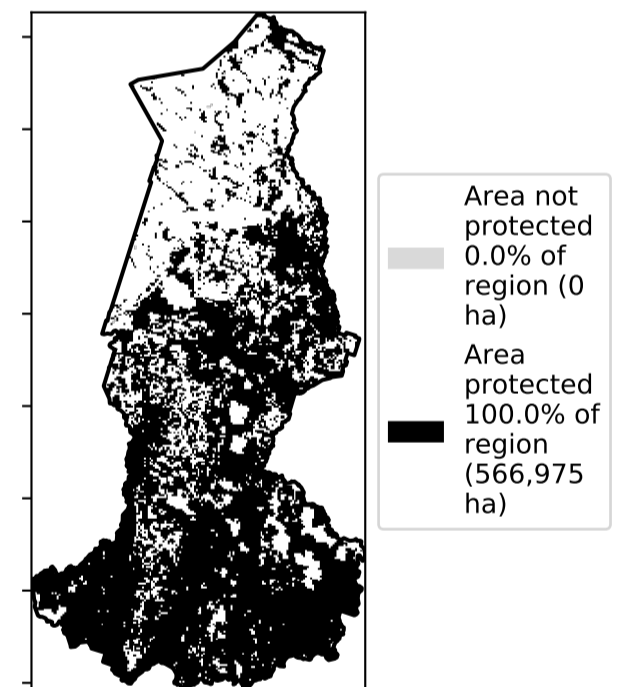 Area not
protected
0.0% of
region (0
ha)
Area
protected
100.0% of
region
(566,975
ha)